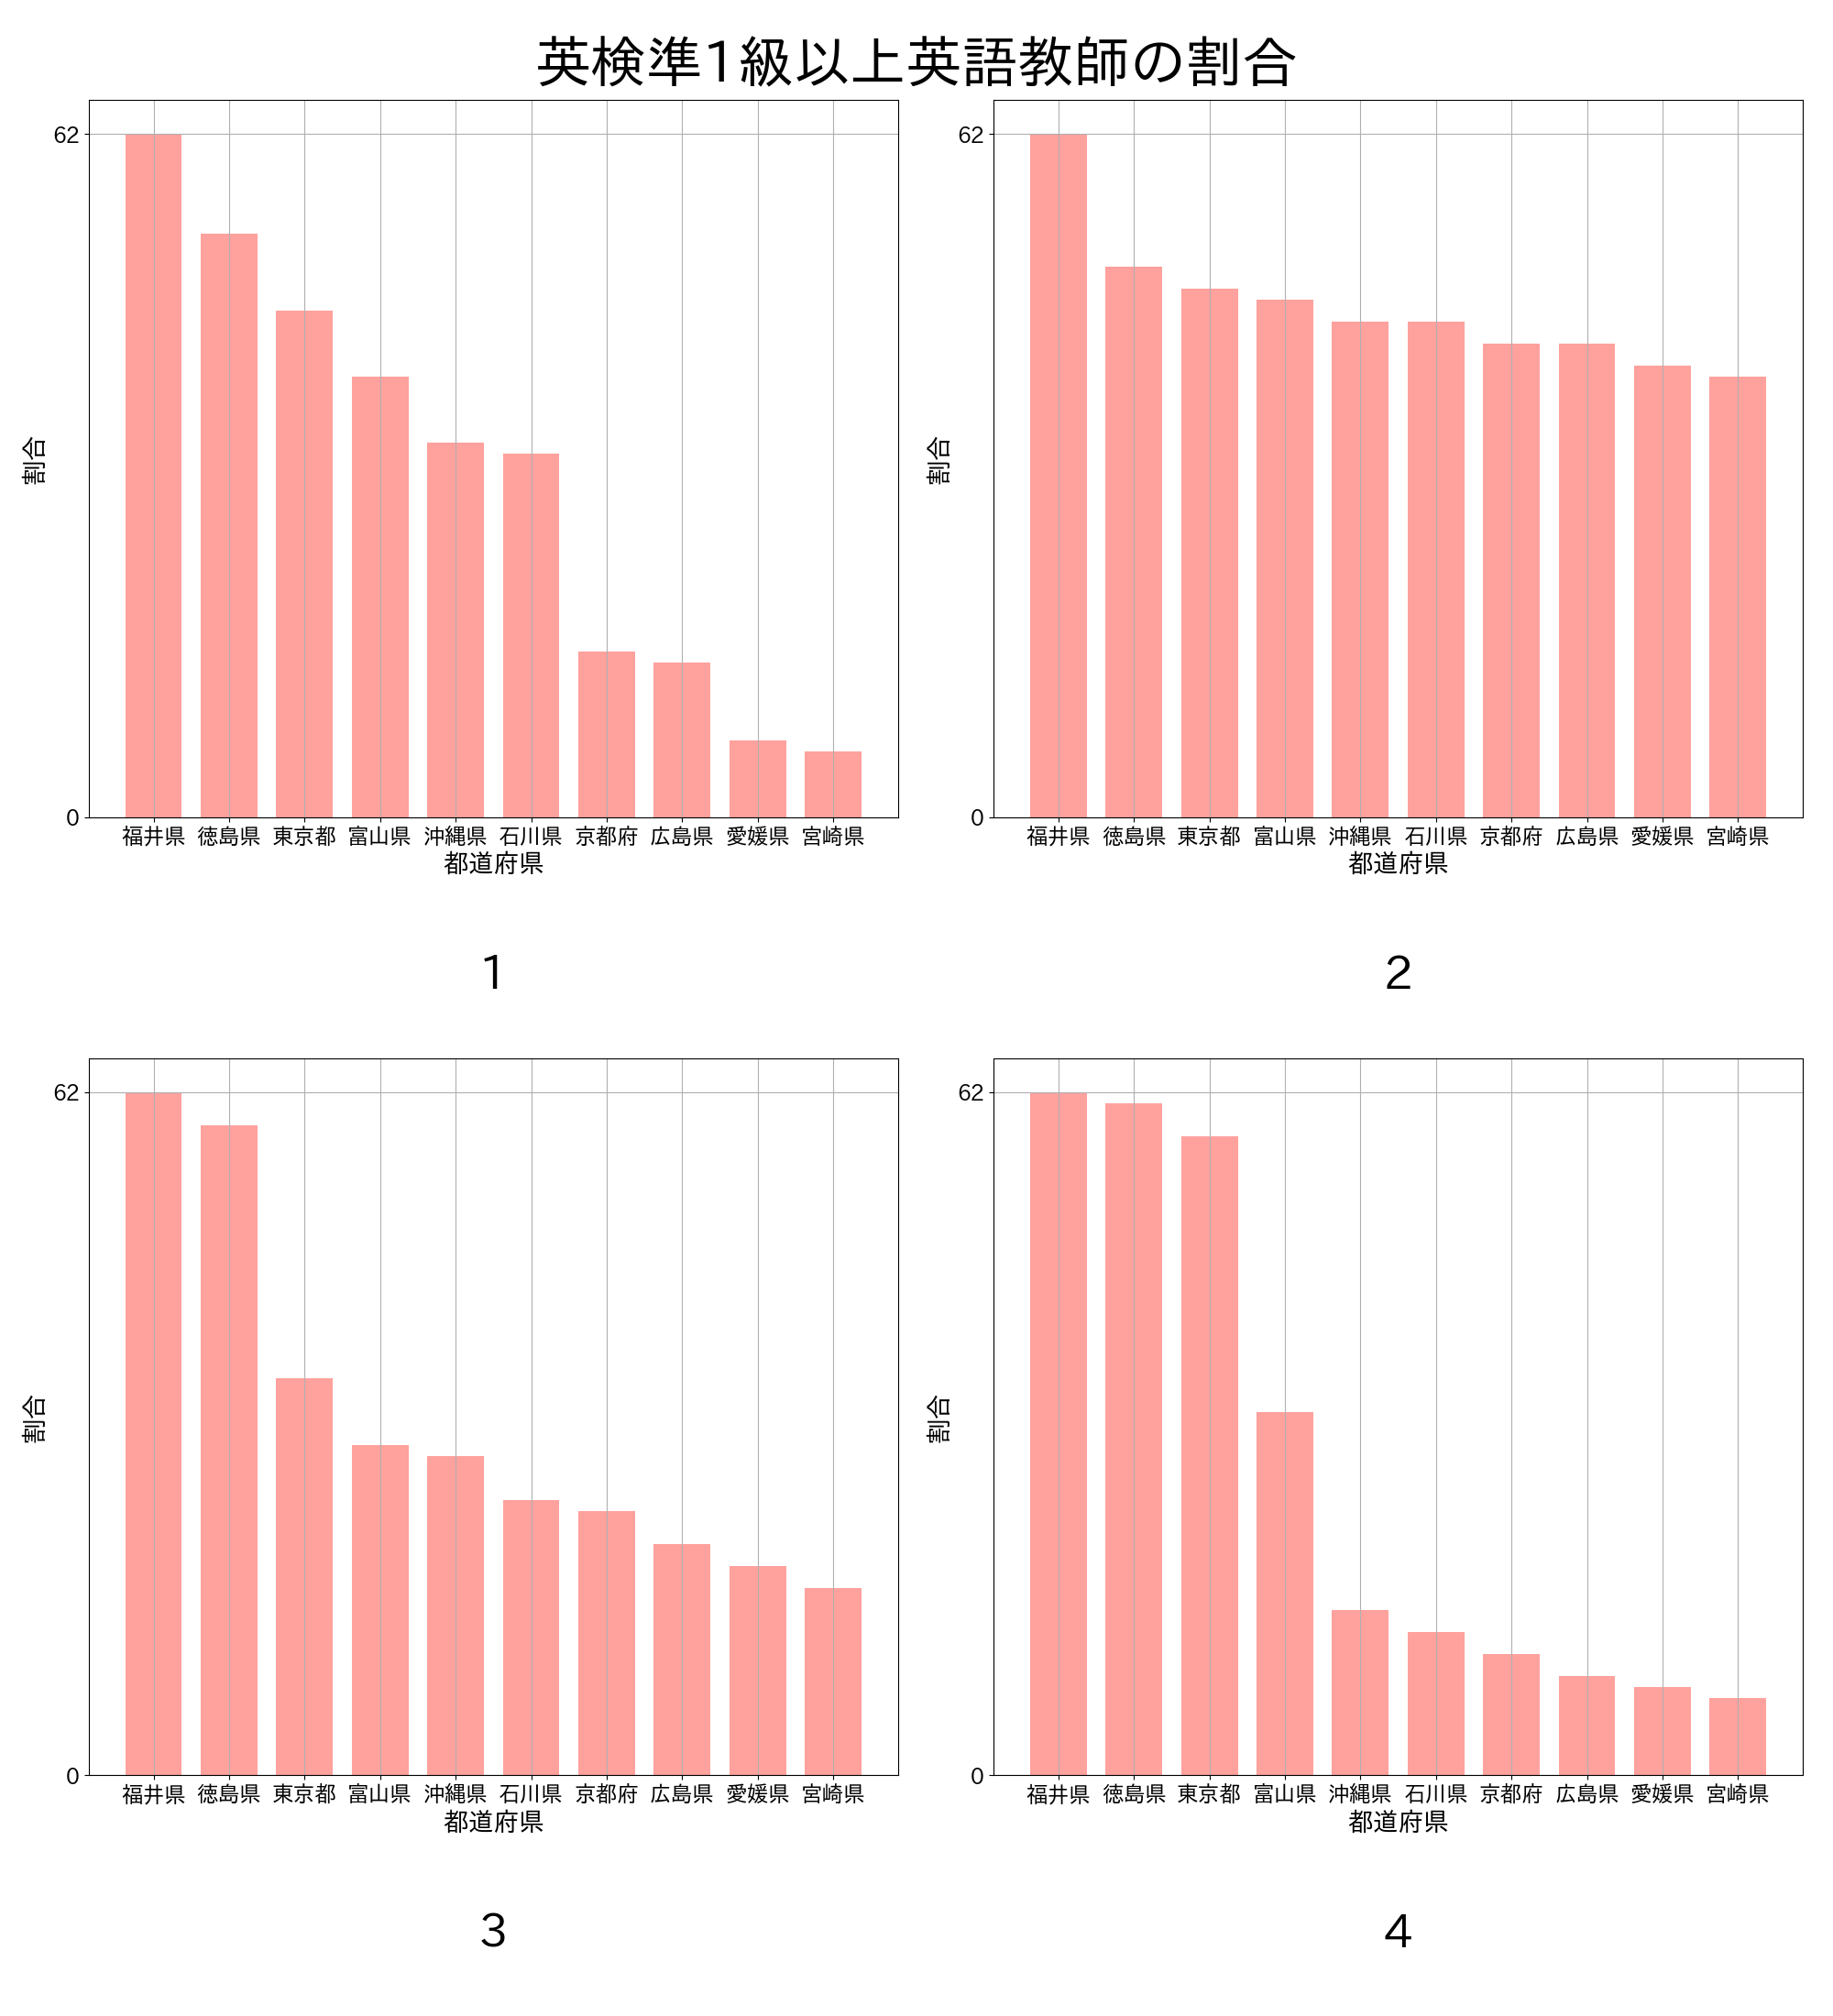 英検準1級以上英語教師の割合
62
0
割合
福井県 徳島県 東京都 富山県 沖縄県 石川県 京都府 広島県 愛媛県 宮崎県
都道府県
1
62
0
割合
福井県 徳島県 東京都 富山県 沖縄県 石川県 京都府 広島県 愛媛県 宮崎県
都道府県
2
62
0
割合
福井県 徳島県 東京都 富山県 沖縄県 石川県 京都府 広島県 愛媛県 宮崎県
都道府県
3
62
0
割合
福井県 徳島県 東京都 富山県 沖縄県 石川県 京都府 広島県 愛媛県 宮崎県
都道府県
4